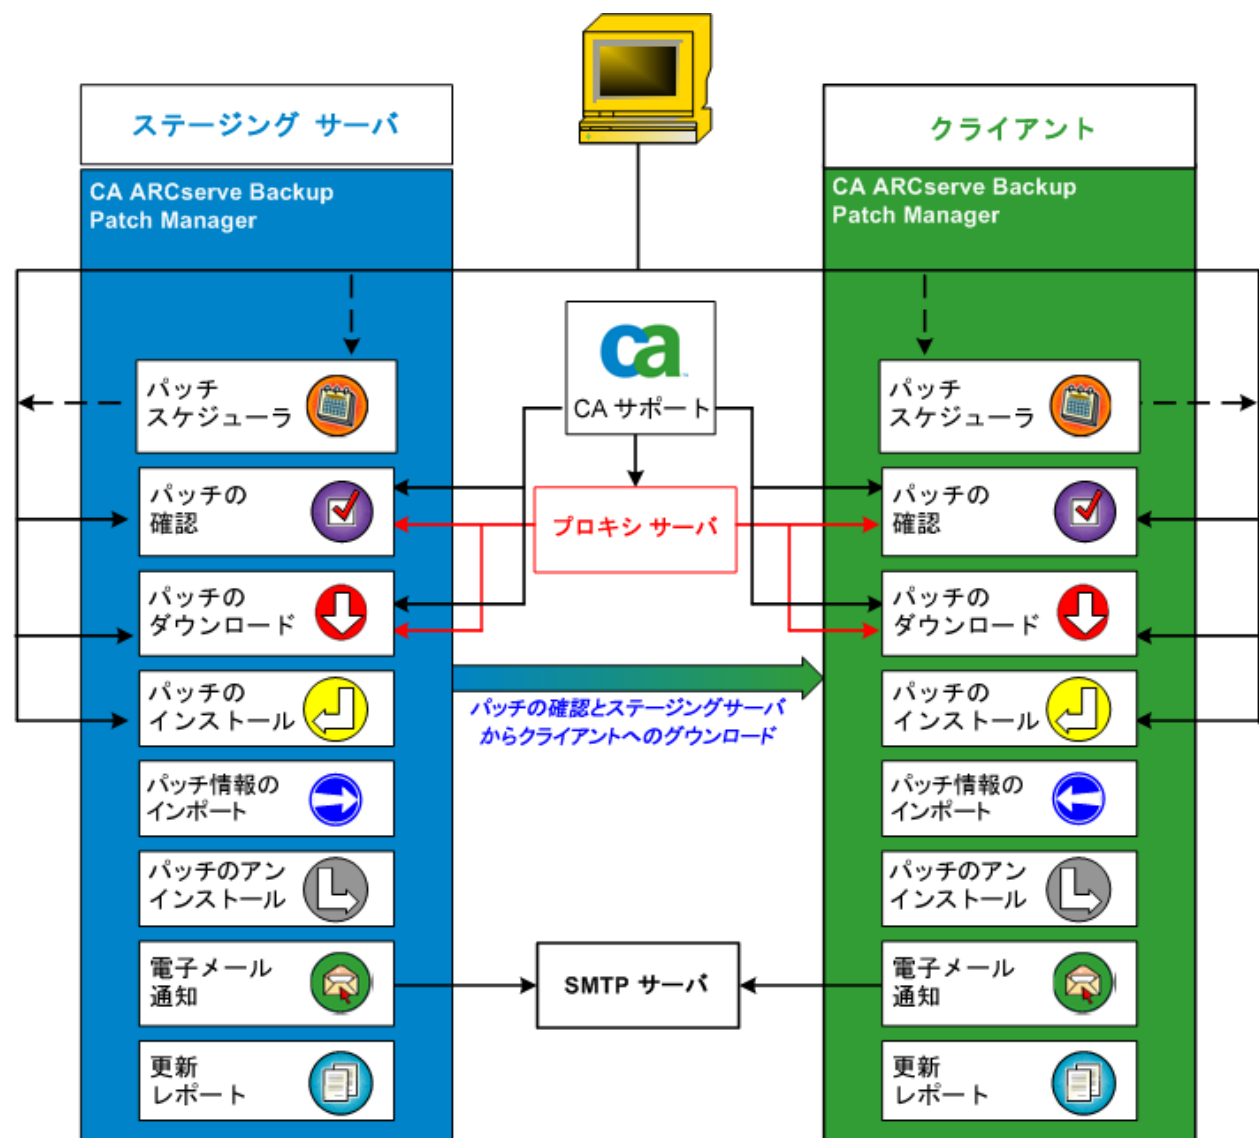 ステージング サーバ
クライアント
CA ARCserve Backup
Patch Manager
CA ARCserve Backup
Patch Manager
ca
CA サポート
プロキシ サーバ
パッチ
スケジューラ
パッチの
確認
パッチの
ダウンロード
パッチの
インストール
パッチ情報の
インポート
パッチのアン
インストール
電子メール
通知
更新
レポート
パッチの確認とステージングサーバ
からクライアントへのグウンロード
SMTP サーバ
パッチ
スケジューラ
パッチの
確認
パッチの
ダウンロード
パッチの
インストール
パッチ情報の
インポート
パッチのアン
インストール
電子メール
通知
更新
レポート